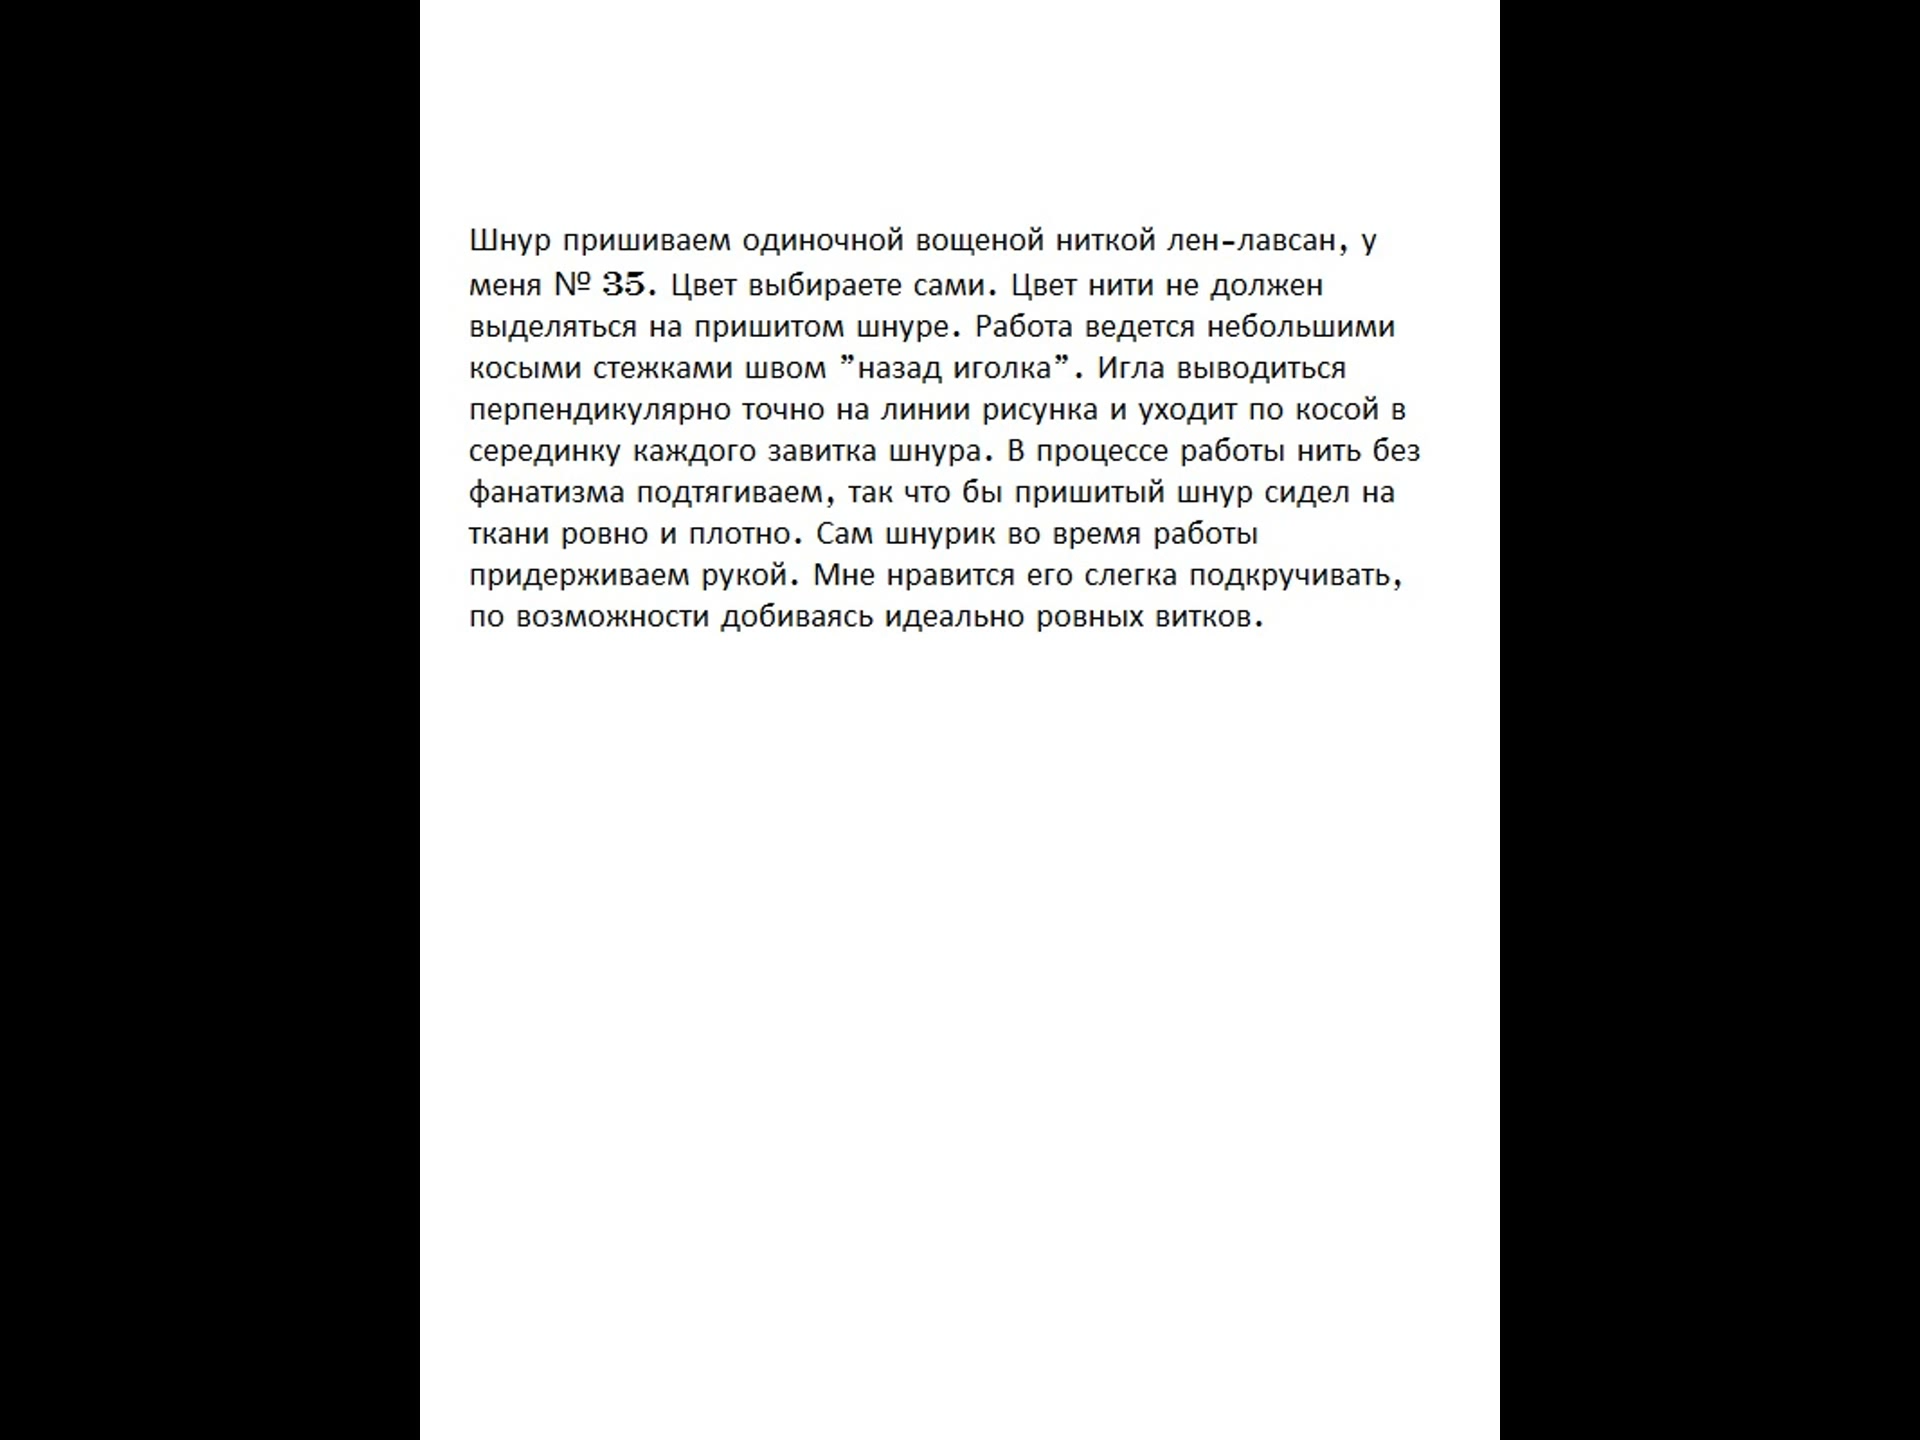 Шнур пришиваем одиночной вощеной ниткой лен-лавсан, у
меня № 35. Цвет выбираете сами. Цвет нити не должен
выделяться на пришитом шнуре. Работа ведется небольшими
косыми стежками швом ”назад иголка”. Игла выводиться
перпендикулярно точно на линии рисунка и уходит по косой в
серединку каждого завитка шнура. В процессе работы нить без
фанатизма подтягиваем, так что бы пришитый шнур сидел на
ткани ровно и плотно. Сам шнурик во время работы
придерживаем рукой. Мне нравится его слегка подкручивать,
по возможности добиваясь идеально ровных витков.